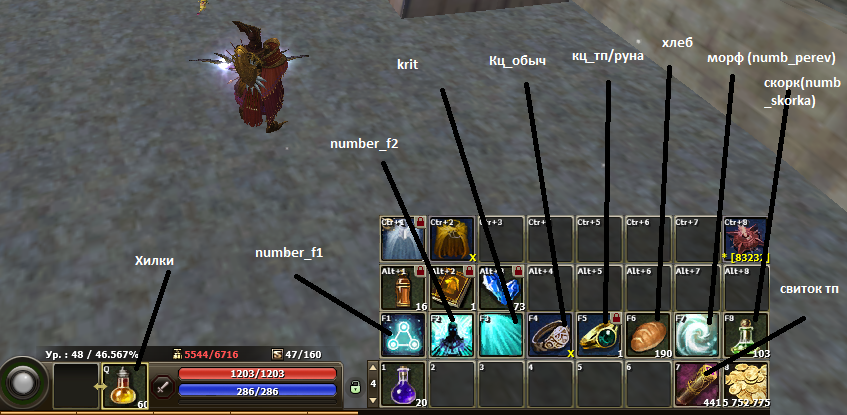 хлеб
кц_тп/руна
морф (numb_perev)
krit
Кц_обыч
скорк(numb
_skorka)
number_f2
number_f1
Хилки
свиток тп
Ctr+1 Ctr+2 Ctr+3 Ctr+ Ctr+5 Ctr+6 Ctr+7 Ctr+8
x * [8323
Alt+1 Alt+2 Alt+ Alt+4 Alt+5 Alt+6 Alt+7 Alt+8
16 1 73
F1 F2 F3 F4 F5 F6 F7 F8
x 1 190 103
Ур. : 48 / 46.567% 5544/6716 47/160
Q 60
1203/1203
286/286
4
1 2 3 4 5 6 7 8
20 4415 752 775